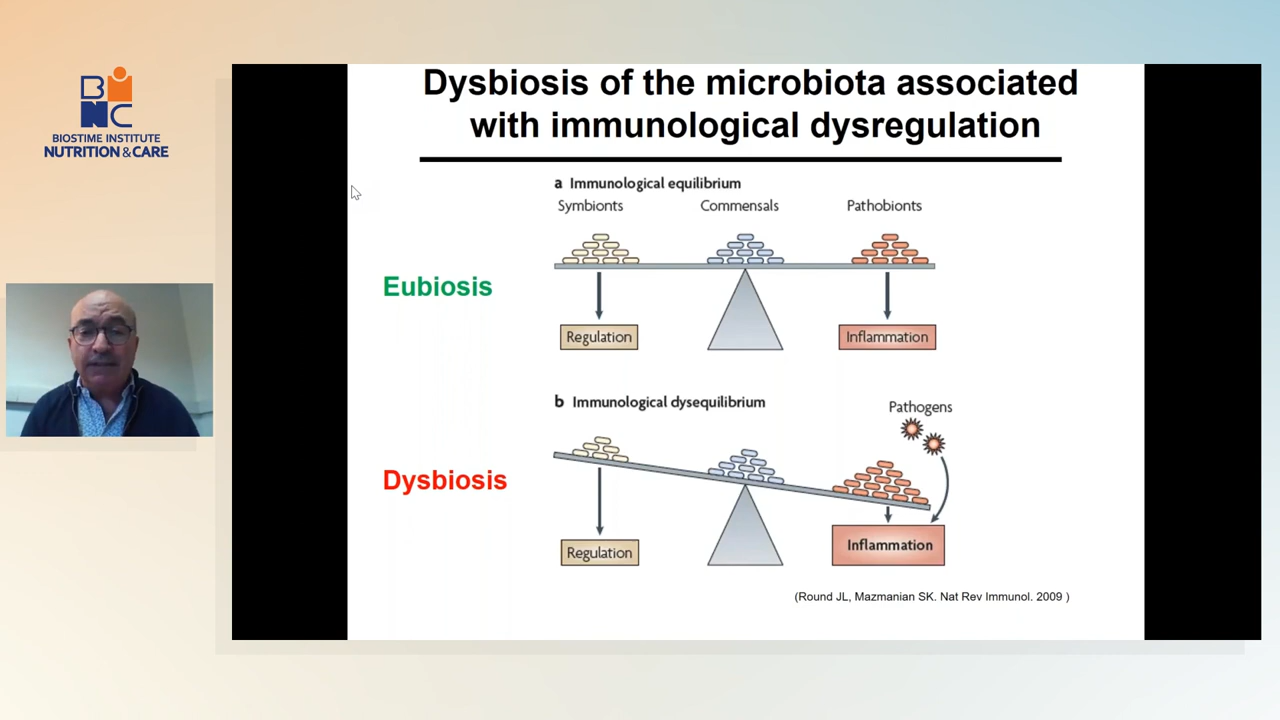 BINC
BIOSTIME INSTITUTE
NUTRITION & CARE
Dysbiosis of the microbiota associated
with immunological dysregulation
a Immunological equilibrium
Symbionts Commensals Pathobionts
Eubiosis
Regulation Inflammation
b Immunological dysequilibrium
Pathogens
Dysbiosis
Regulation Inflammation
(Round JL, Mazmanian SK. Nat Rev Immunol. 2009 )